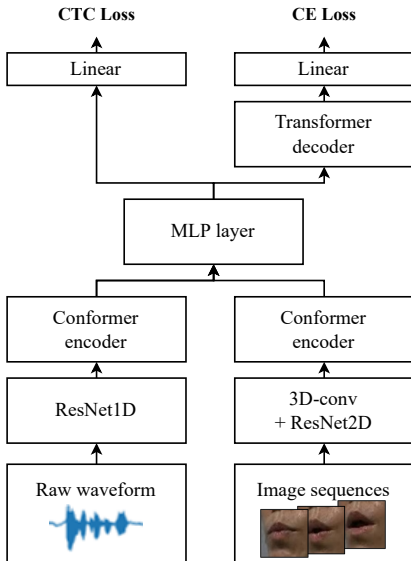 CTC Loss
CE Loss
Linear
Linear
Transformer
decoder
MLP layer
Conformer
encoder
Conformer
encoder
ResNet1D
3D-conv
+ ResNet2D
Raw waveform
Image sequences